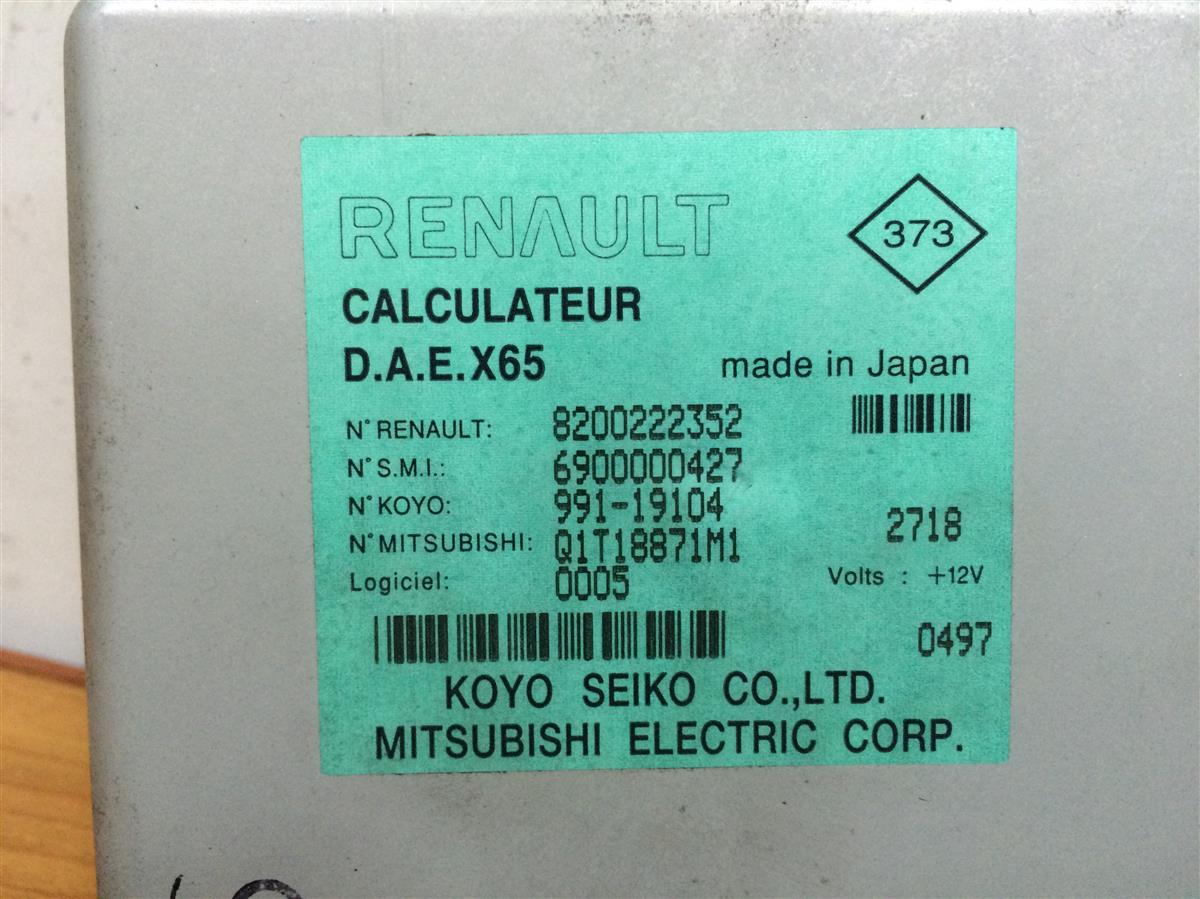 RENAULT
373
CALCULATEUR
D.A.E.X65
made in Japan
N° RENAULT: 8200222352
N° S.M.I.: 6900000427
N° KOYO: 991-19104
2718
N° MITSUBISHI: Q1T18871M1
Logiciel: 0005
Volts : +12V
0497
KOYO SEIKO CO.,LTD.
MITSUBISHI ELECTRIC CORP.